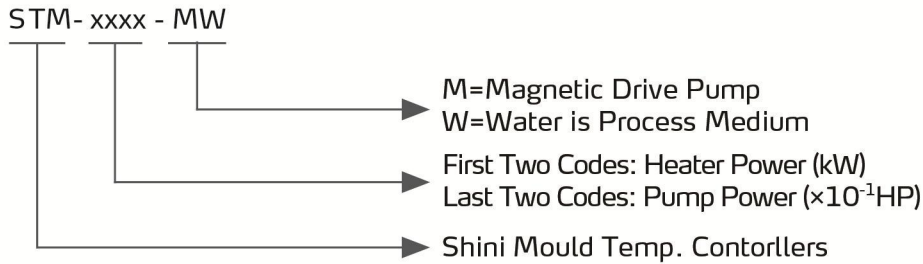 STM- xxxx - MW
M=Magnetic Drive Pump
W=Water is Process Medium
First Two Codes: Heater Power (kW)
Last Two Codes: Pump Power (×10⁻¹HP)
Shini Mould Temp. Contorllers